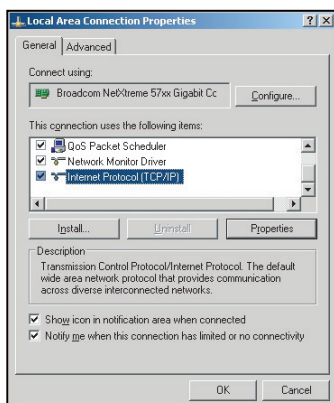 Local Area Connection Properties
General Advanced
Connect using:
Broadcom NetXtreme 57xx Gigabit Cc
Configure...
This connection uses the following items:
QoS Packet Scheduler
Network Monitor Driver
Internet Protocol (TCP/IP)
Install... Uninstall Properties
Description
Transmission Control Protocol/Internet Protocol. The default
wide area network protocol that provides communication
across diverse interconnected networks.
Show icon in notification area when connected
Notify me when this connection has limited or no connectivity
OK Cancel